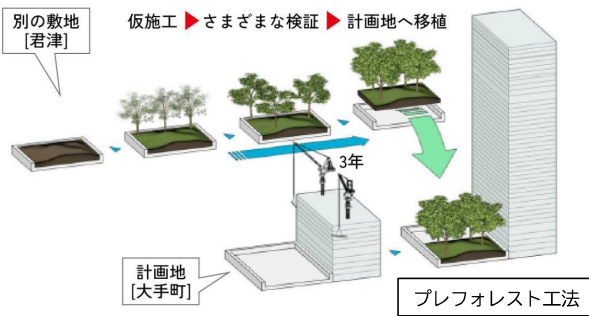 別の敷地
[君津]
仮施工▶さまざまな検証▶計画地へ移植
3年
計画地
[大手町]
プレフォレスト工法